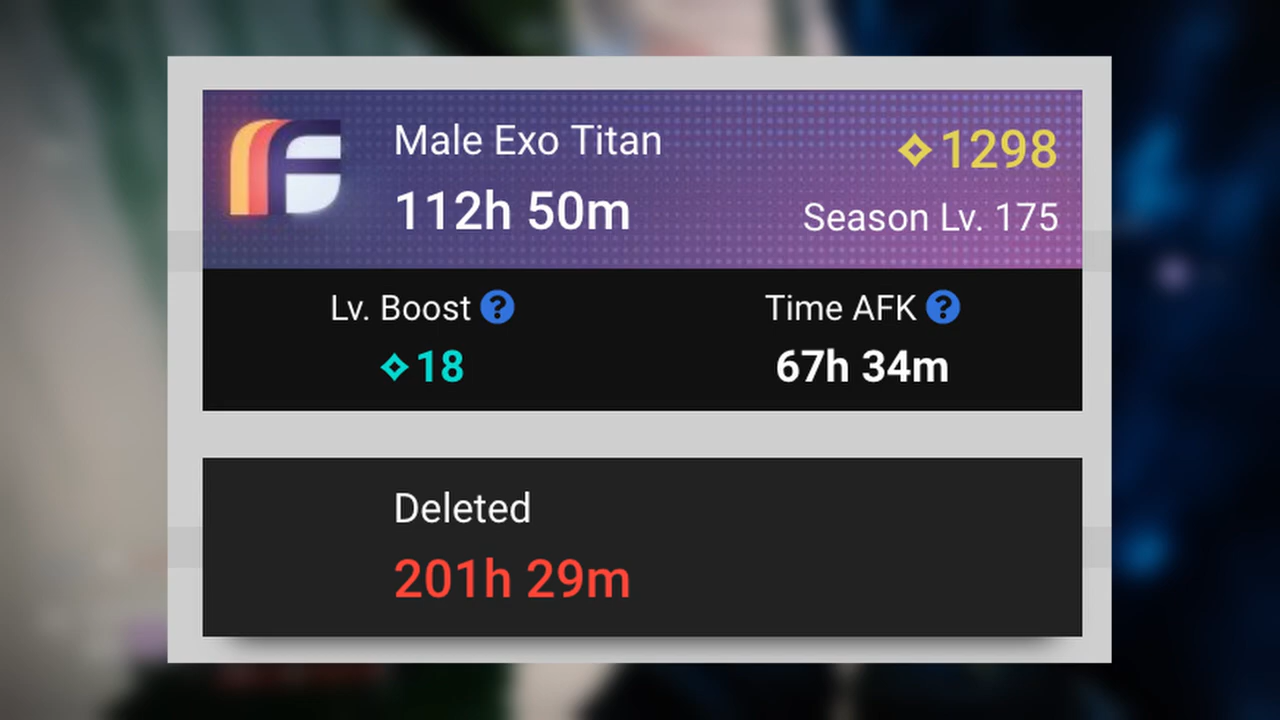 Male Exo Titan
1298
112h 50m
Season Lv. 175
Lv. Boost ?
Time AFK ?
18
67h 34m
Deleted
201h 29m